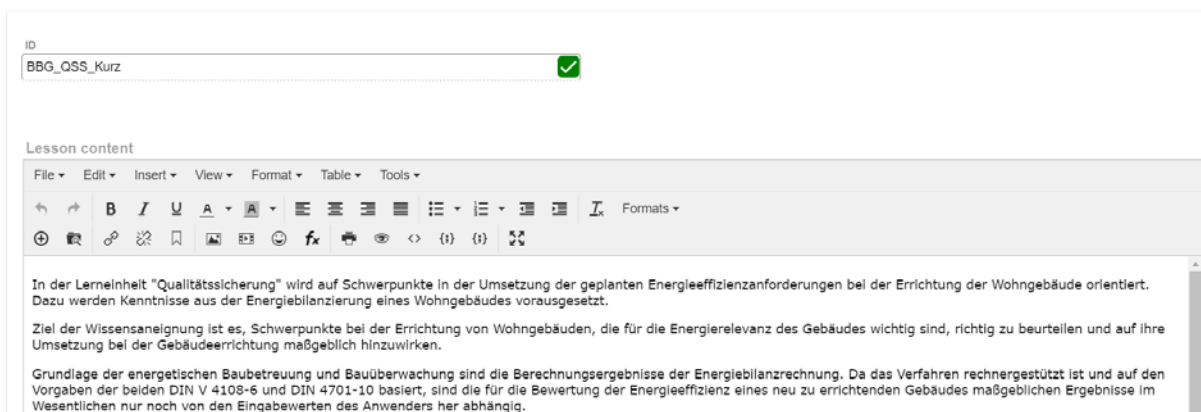 ID
BBG_QSS_Kurz
Lesson content
File Edit Insert View Format Table Tools
B I U A A Formats
In der Lerneinheit "Qualitätssicherung" wird auf Schwerpunkte in der Umsetzung der geplanten Energieeffizienzanforderungen bei der Errichtung der Wohngebäude orientiert.
Dazu werden Kenntnisse aus der Energiebilanzierung eines Wohngebäudes vorausgesetzt.
Ziel der Wissensaneignung ist es, Schwerpunkte bei der Errichtung von Wohngebäuden, die für die Energierelevanz des Gebäudes wichtig sind, richtig zu beurteilen und auf ihre
Umsetzung bei der Gebäudeerrichtung maßgeblich hinzuwirken.
Grundlage der energetischen Baubetreuung und Bauüberwachung sind die Berechnungsergebnisse der Energiebilanzrechnung. Da das Verfahren rechnergestützt ist und auf den
Vorgaben der beiden DIN V 4108-6 und DIN 4701-10 basiert, sind die für die Bewertung der Energieeffizienz eines neu zu errichtenden Gebäudes maßgeblichen Ergebnisse im
Wesentlichen nur noch von den Eingabewerten des Anwenders her abhängig.